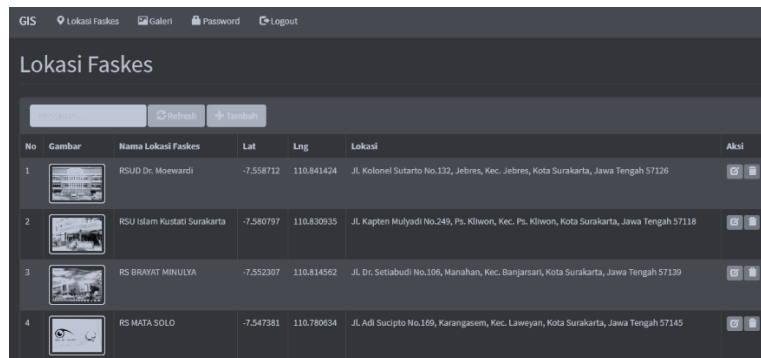 GIS Lokasi Faskes Galeri Password Logout
Lokasi Faskes
Refresh Tambah
No Gambar Nama Lokasi Faskes Lat Lng Lokasi Aksi
1 RSUD Dr. Moewardi -7.558712 110.841424 Jl. Kolonel Sutarto No.132, Jebres, Kec. Jebres, Kota Surakarta, Jawa Tengah 57126
2 RSU Islam Kustati Surakarta -7.580797 110.830935 Jl. Kapten Mulyadi No.249, Ps. Kliwon, Kec. Ps. Kliwon, Kota Surakarta, Jawa Tengah 57118
3 RS BRAYAT MINULYA -7.552307 110.814562 Jl. Dr. Setiabudi No.106, Manahan, Kec. Banjarsari, Kota Surakarta, Jawa Tengah 57139
4 RS MATA SOLO -7.547381 110.780634 Jl. Adi Sucipto No.169, Karangasem, Kec. Laweyan, Kota Surakarta, Jawa Tengah 57145